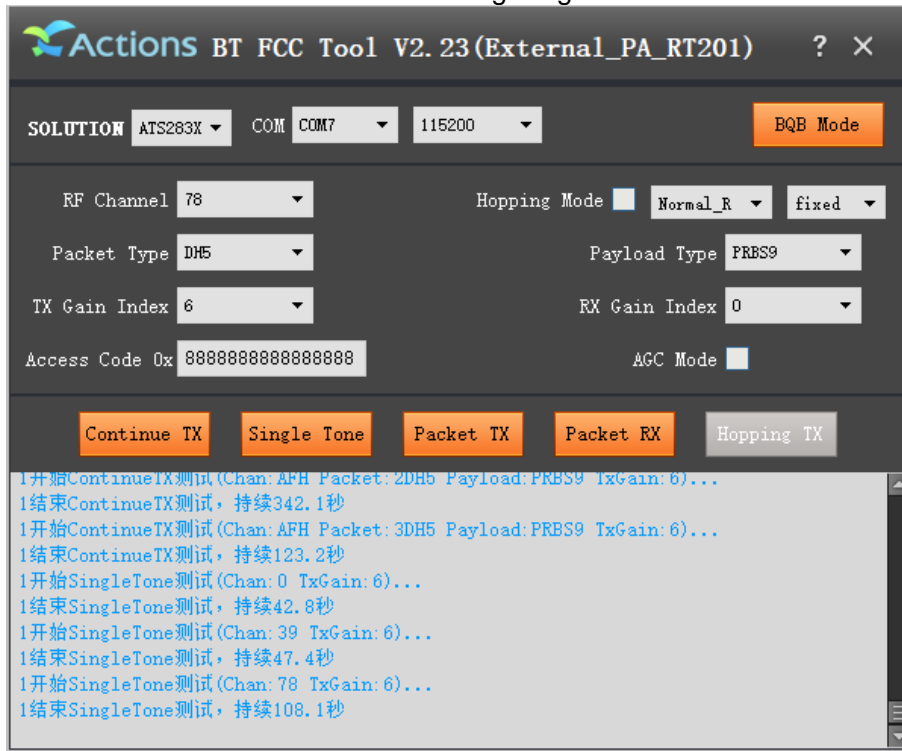 Actions BT FCC Tool V2.23(External_PA_RT201) ? ×
SOLUTION ATS283X COM COM7 115200 BQB Mode
RF Channel 78 Hopping Mode Normal_R fixed
Packet Type DH5 Payload Type PRBS9
TX Gain Index 6 RX Gain Index 0
Access Code 0x 8888888888888888 AGC Mode
Continue TX Single Tone Packet TX Packet RX Hopping TX
1开始ContinueTX测试(Chan:AFH Packet:2DH5 Payload:PRBS9 TxGain:6)...
1结束ContinueTX测试，持续342.1秒
1开始ContinueTX测试(Chan:AFH Packet:3DH5 Payload:PRBS9 TxGain:6)...
1结束ContinueTX测试，持续123.2秒
1开始SingleTone测试(Chan:0 TxGain:6)...
1结束SingleTone测试，持续42.8秒
1开始SingleTone测试(Chan:39 TxGain:6)...
1结束SingleTone测试，持续47.4秒
1开始SingleTone测试(Chan:78 TxGain:6)...
1结束SingleTone测试，持续108.1秒